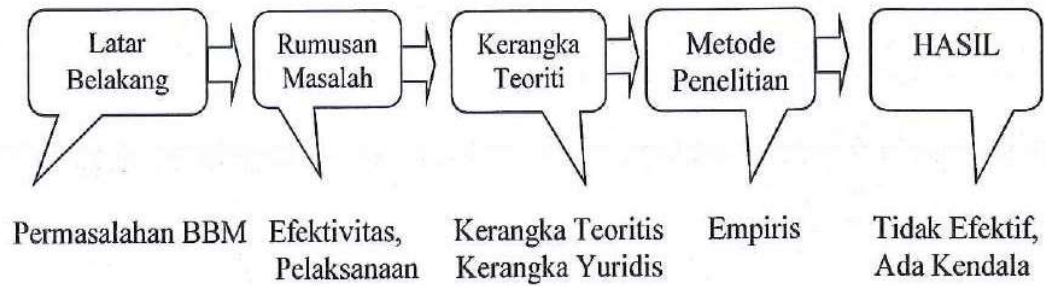 Latar
Belakang
Rumusan
Masalah
Kerangka
Teoriti
Metode
Penelitian
HASIL
Permasalahan BBM
Efektivitas,
Pelaksanaan
Kerangka Teoritis
Kerangka Yuridis
Empiris
Tidak Efektif,
Ada Kendala